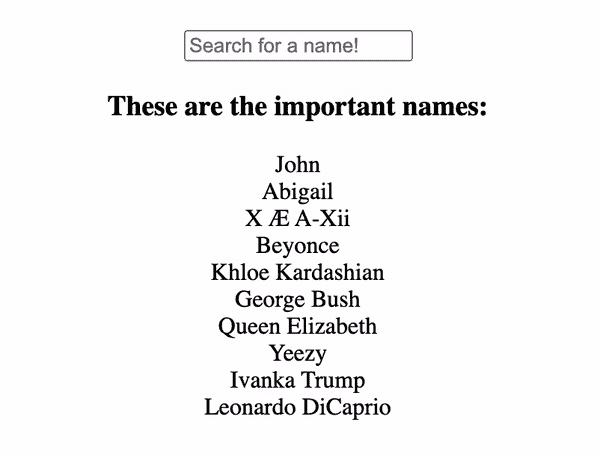 Search for a name!
These are the important names:
John
Abigail
X Æ A-Xii
Beyonce
Khloe Kardashian
George Bush
Queen Elizabeth
Yeezy
Ivanka Trump
Leonardo DiCaprio